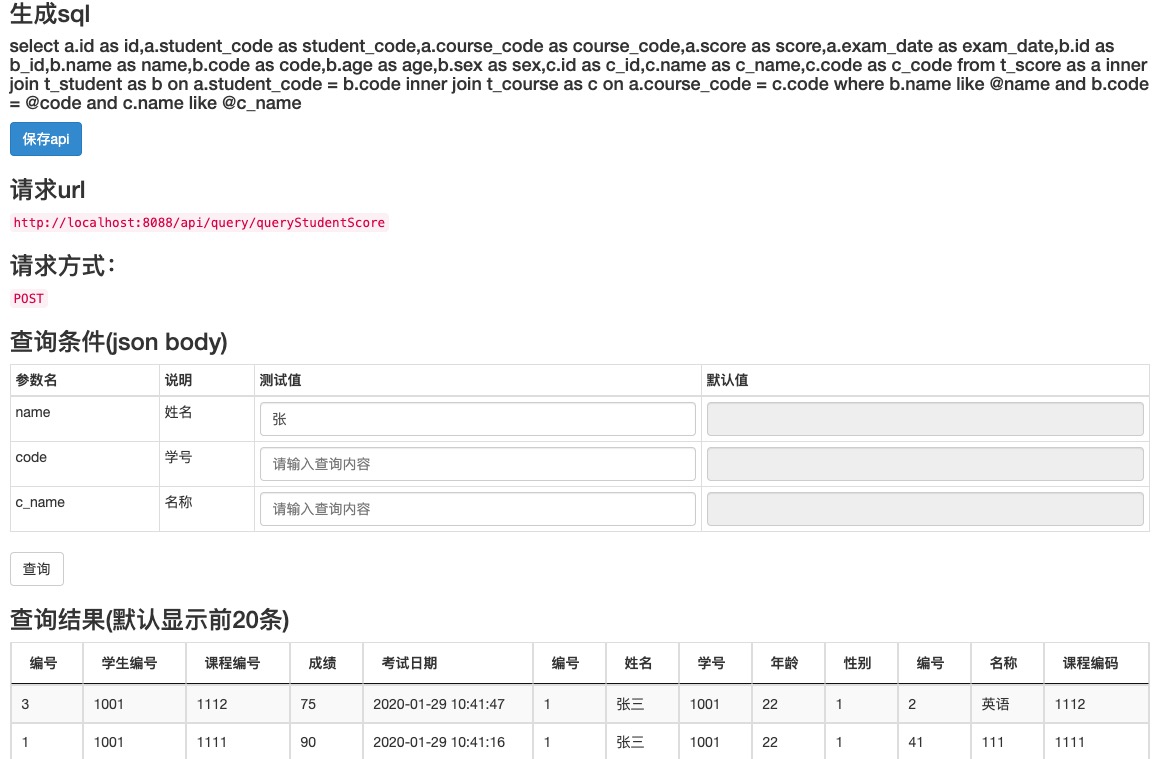 生成sql
select a.id as id,a.student_code as student_code,a.course_code as course_code,a.score as score,a.exam_date as exam_date,b.id as
b_id,b.name as name,b.code as code,b.age as age,b.sex as sex,c.id as c_id,c.name as c_name,c.code as c_code from t_score as a inner
join t_student as b on a.student_code = b.code inner join t_course as c on a.course_code = c.code where b.name like @name and b.code
= @code and c.name like @c_name
保存api
请求url
http://localhost:8088/api/query/queryStudentScore
请求方式：
POST
查询条件(json body)
参数名 说明 测试值 默认值
name 姓名 张
code 学号 请输入查询内容
c_name 名称 请输入查询内容
查询
查询结果(默认显示前20条)
编号 学生编号 课程编号 成绩 考试日期 编号 姓名 学号 年龄 性别 编号 名称 课程编码
3 1001 1112 75 2020-01-29 10:41:47 1 张三 1001 22 1 2 英语 1112
1 1001 1111 90 2020-01-29 10:41:16 1 张三 1001 22 1 41 111 1111